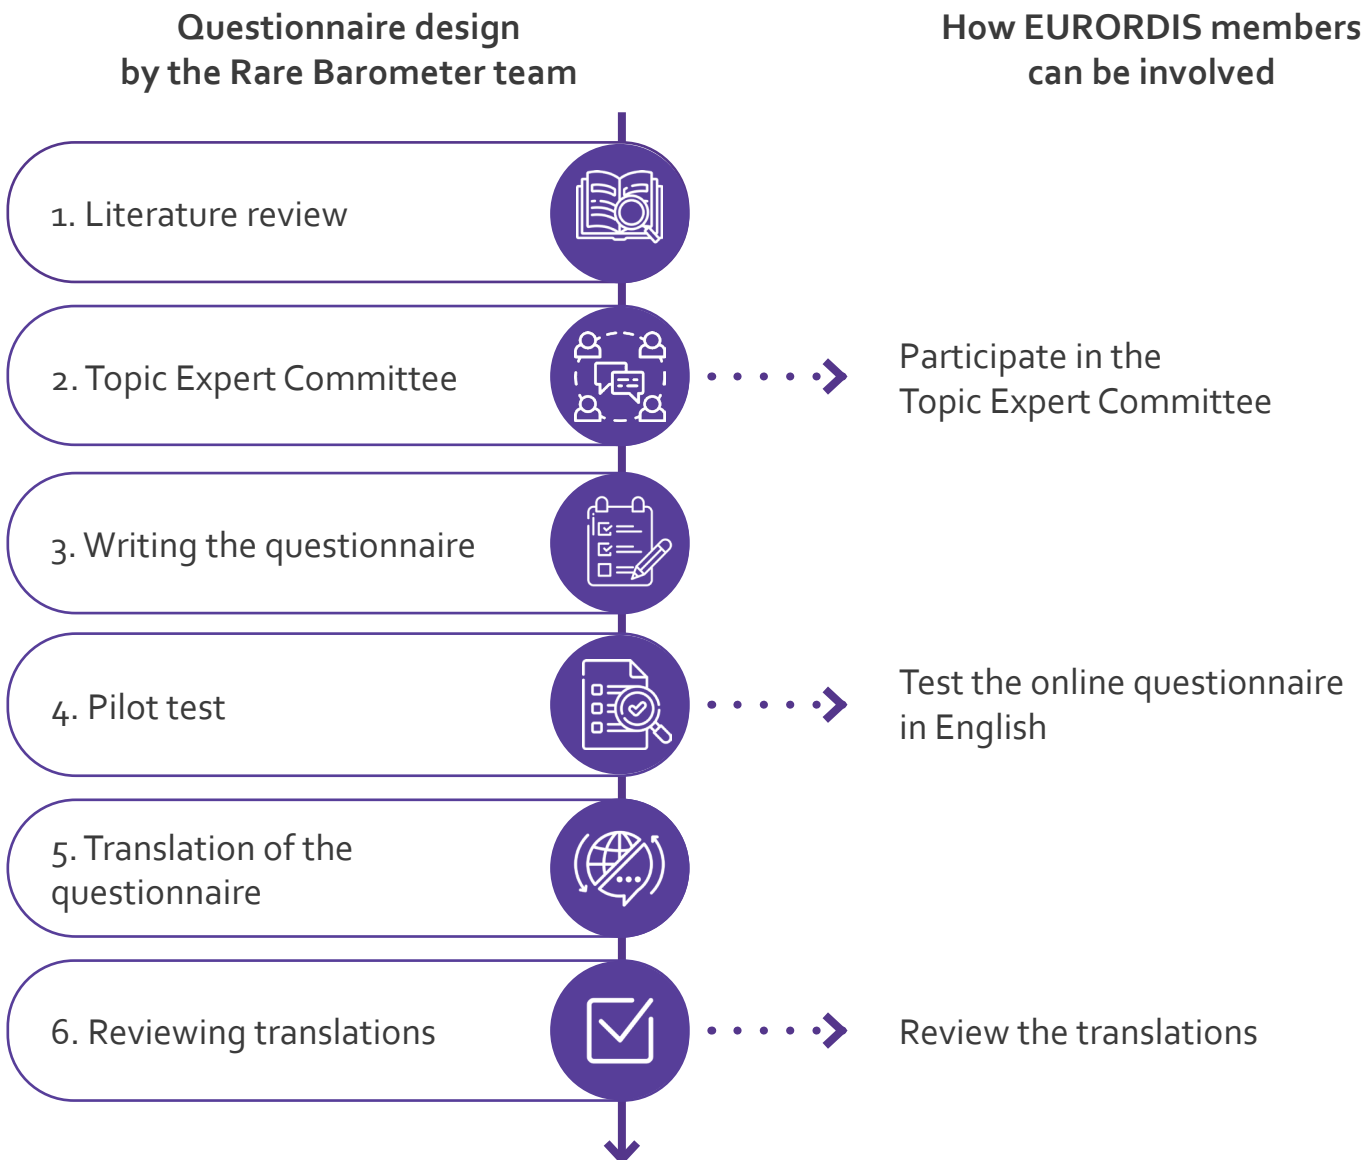 Questionnaire design
by the Rare Barometer team
How EURORDIS members
can be involved
1. Literature review
2. Topic Expert Committee
Participate in the
Topic Expert Committee
3. Writing the questionnaire
4. Pilot test
Test the online questionnaire
in English
5. Translation of the
questionnaire
6. Reviewing translations
Review the translations